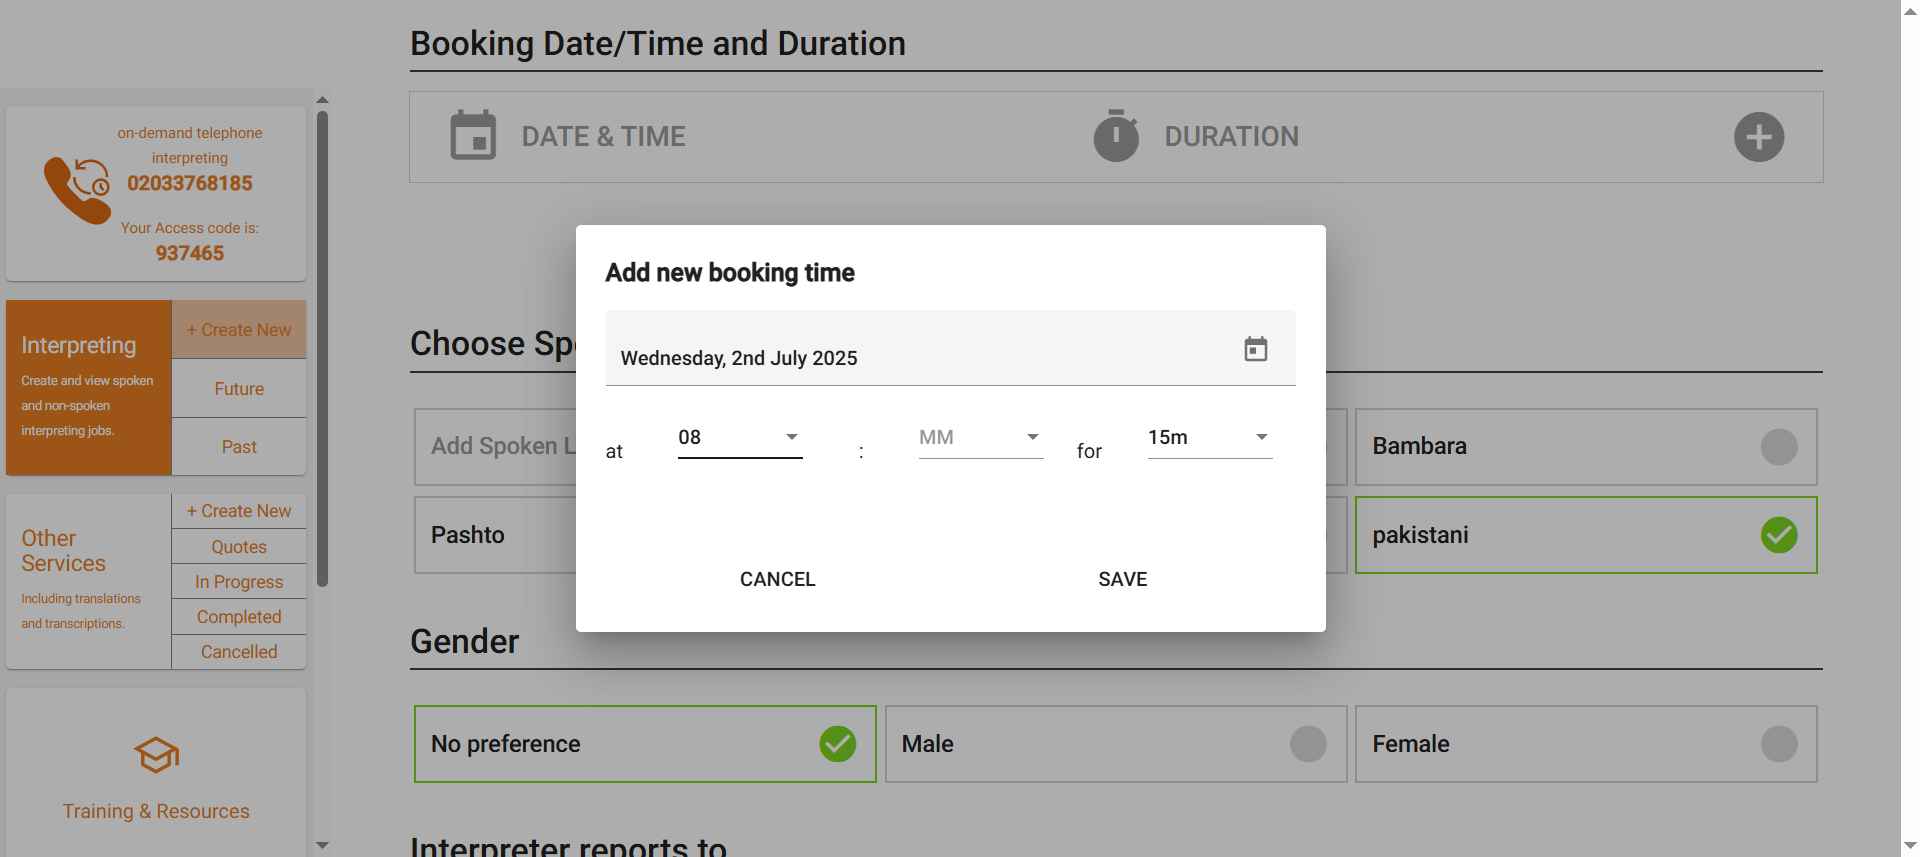 on-demand telephone
interpreting
02033768185
Your Access code is:
937465
Interpreting
Create and view spoken
and non-spoken
interpreting jobs.
+ Create New
Future
Past
Other
Services
Including translations
and transcriptions.
+ Create New
Quotes
In Progress
Completed
Cancelled
Training & Resources
Booking Date/Time and Duration
DATE & TIME
DURATION
Add new booking time
Wednesday, 2nd July 2025
at 08 : MM for 15m
CANCEL
SAVE
Choose Sp
Add Spoken L
Bambara
Pashto
pakistani
Gender
No preference
Male
Female
Interpreter reports to